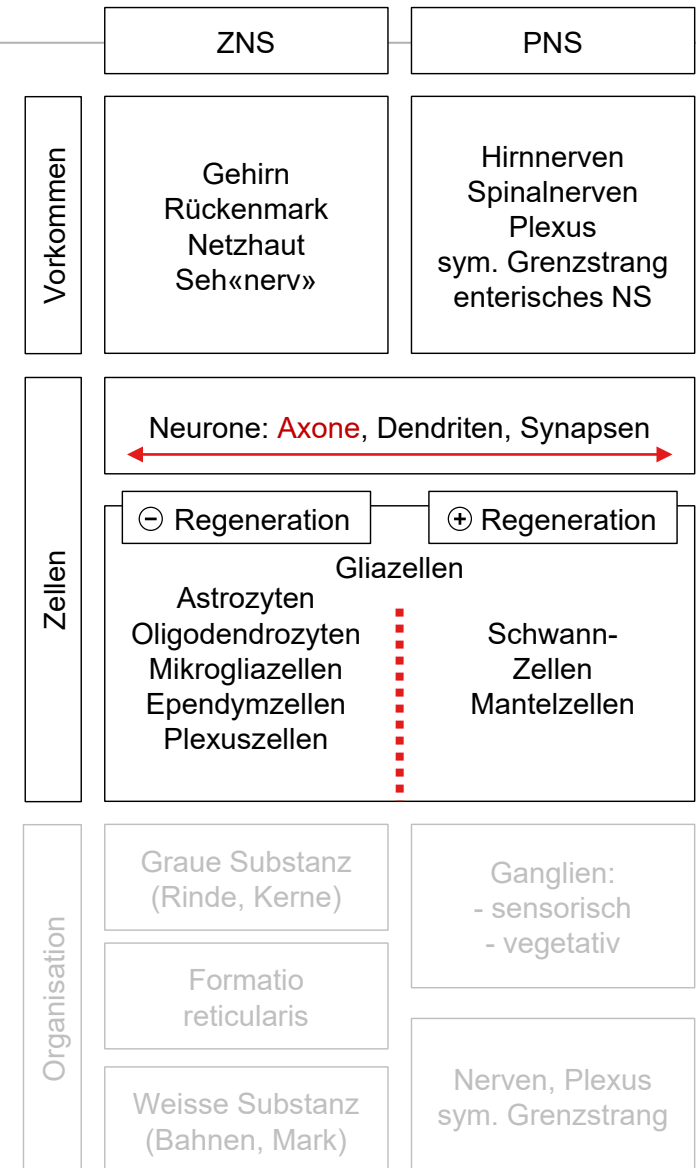 ZNS
PNS
Vorkommen
Gehirn
Rückenmark
Netzhaut
Seh«nerv»
Hirnnerven
Spinalnerven
Plexus
sym. Grenzstrang
enterisches NS
Zellen
Neurone: Axone, Dendriten, Synapsen
⊖ Regeneration
⊕ Regeneration
Gliazellen
Astrozyten
Oligodendrozyten
Mikrogliazellen
Ependymzellen
Plexuszellen
Schwann-
Zellen
Mantelzellen
Organisation
Graue Substanz
(Rinde, Kerne)
Formatio
reticularis
Weisse Substanz
(Bahnen, Mark)
Ganglien:
- sensorisch
- vegetativ
Nerven, Plexus
sym. Grenzstrang